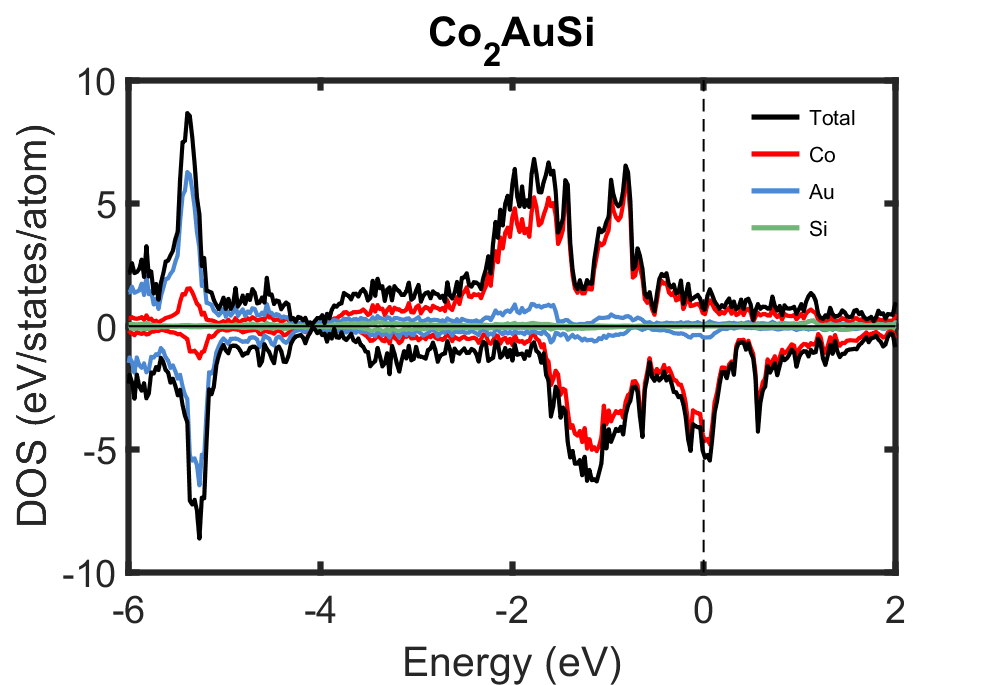 Co₂AuSi
10
5
0
-5
-10
DOS (eV/states/atom)
Total
Co
Au
Si
-6 -4 -2 0 2
Energy (eV)